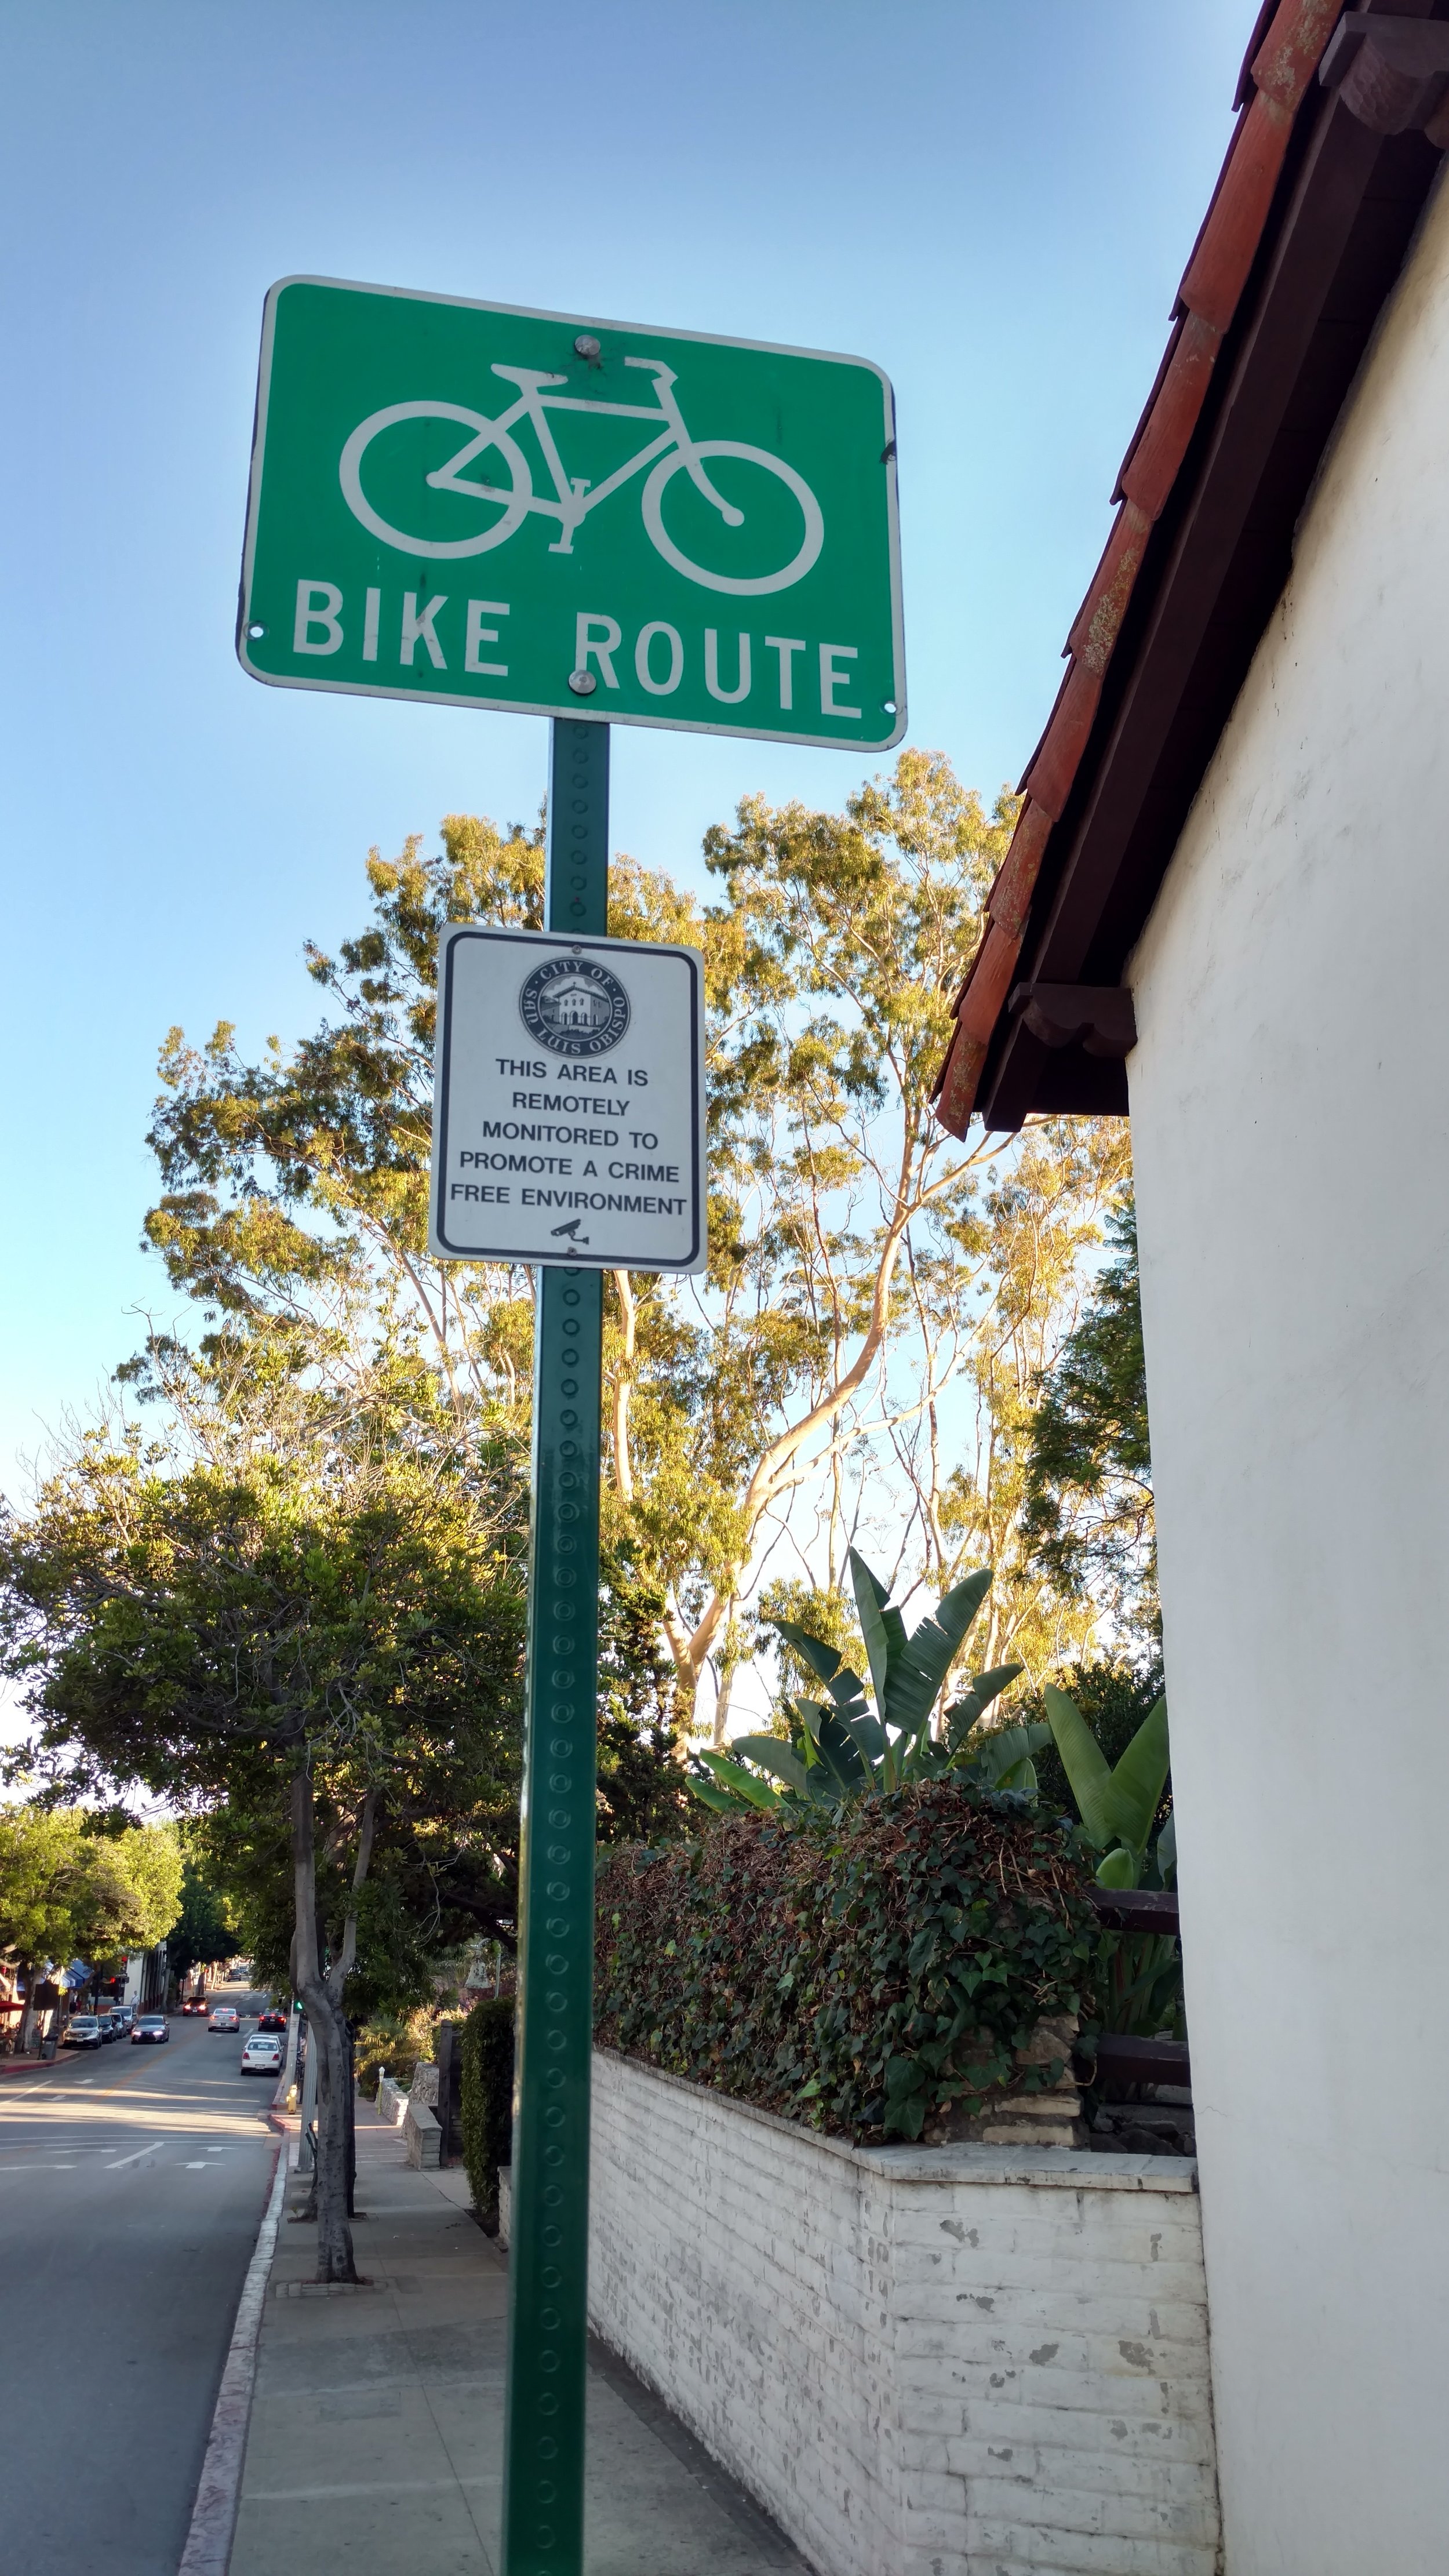 BIKE ROUTE
CITY OF
SAN LUIS OBISPO
THIS AREA IS
REMOTELY
MONITORED TO
PROMOTE A CRIME
FREE ENVIRONMENT